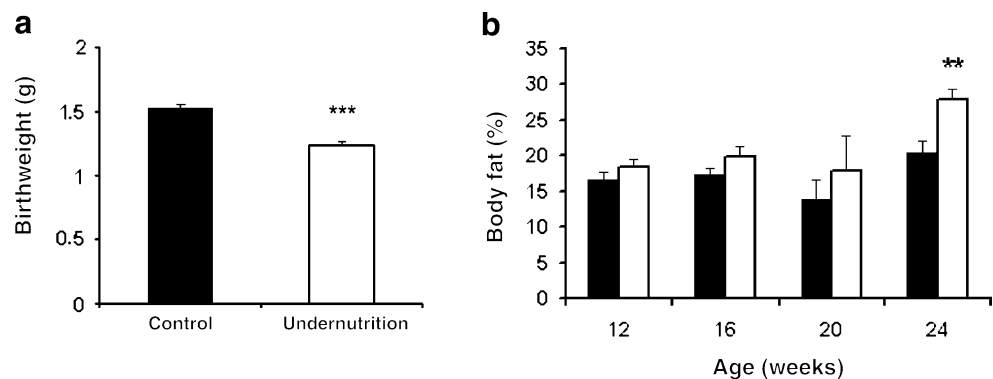 a
2
1.5
1
0.5
0
Birthweight (g)
***
Control Undernutrition
b
40
35
30
25
20
15
10
5
0
Body fat (%)
**
12 16 20 24
Age (weeks)